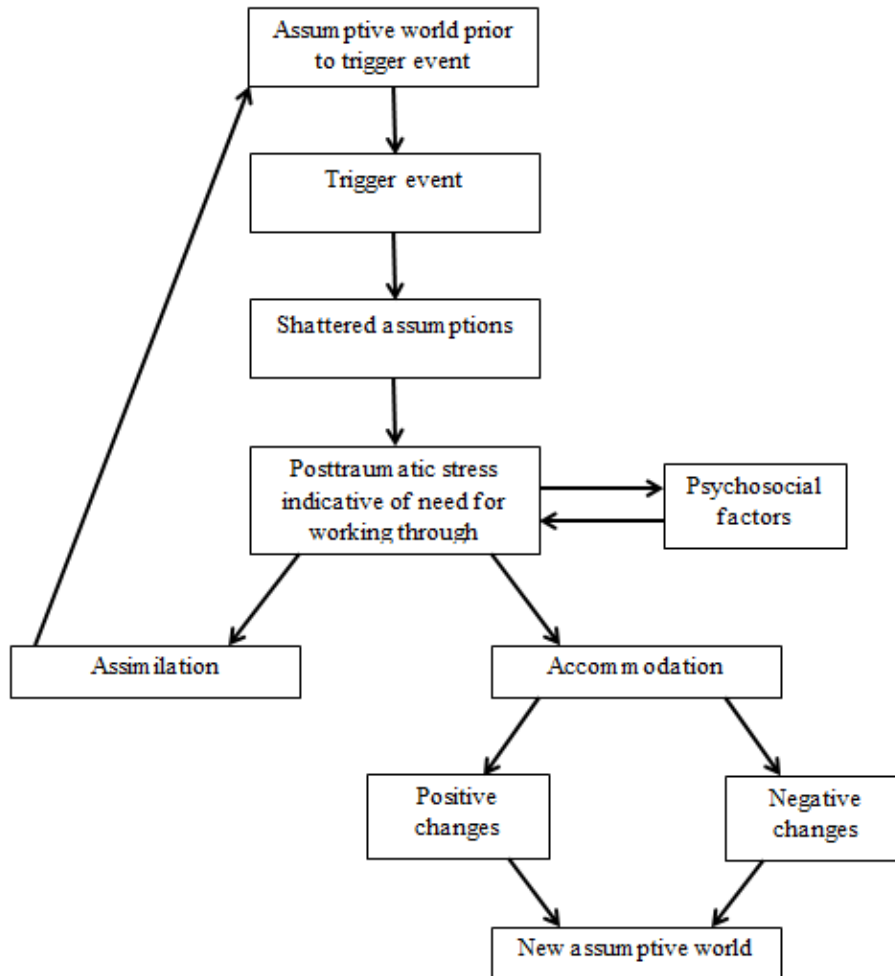 Assumptive world prior
to trigger event
Trigger event
Shattered assumptions
Posttraumatic stress
indicative of need for
working through
Psychosocial
factors
Assimilation
Accommodation
Positive
changes
Negative
changes
New assumptive world